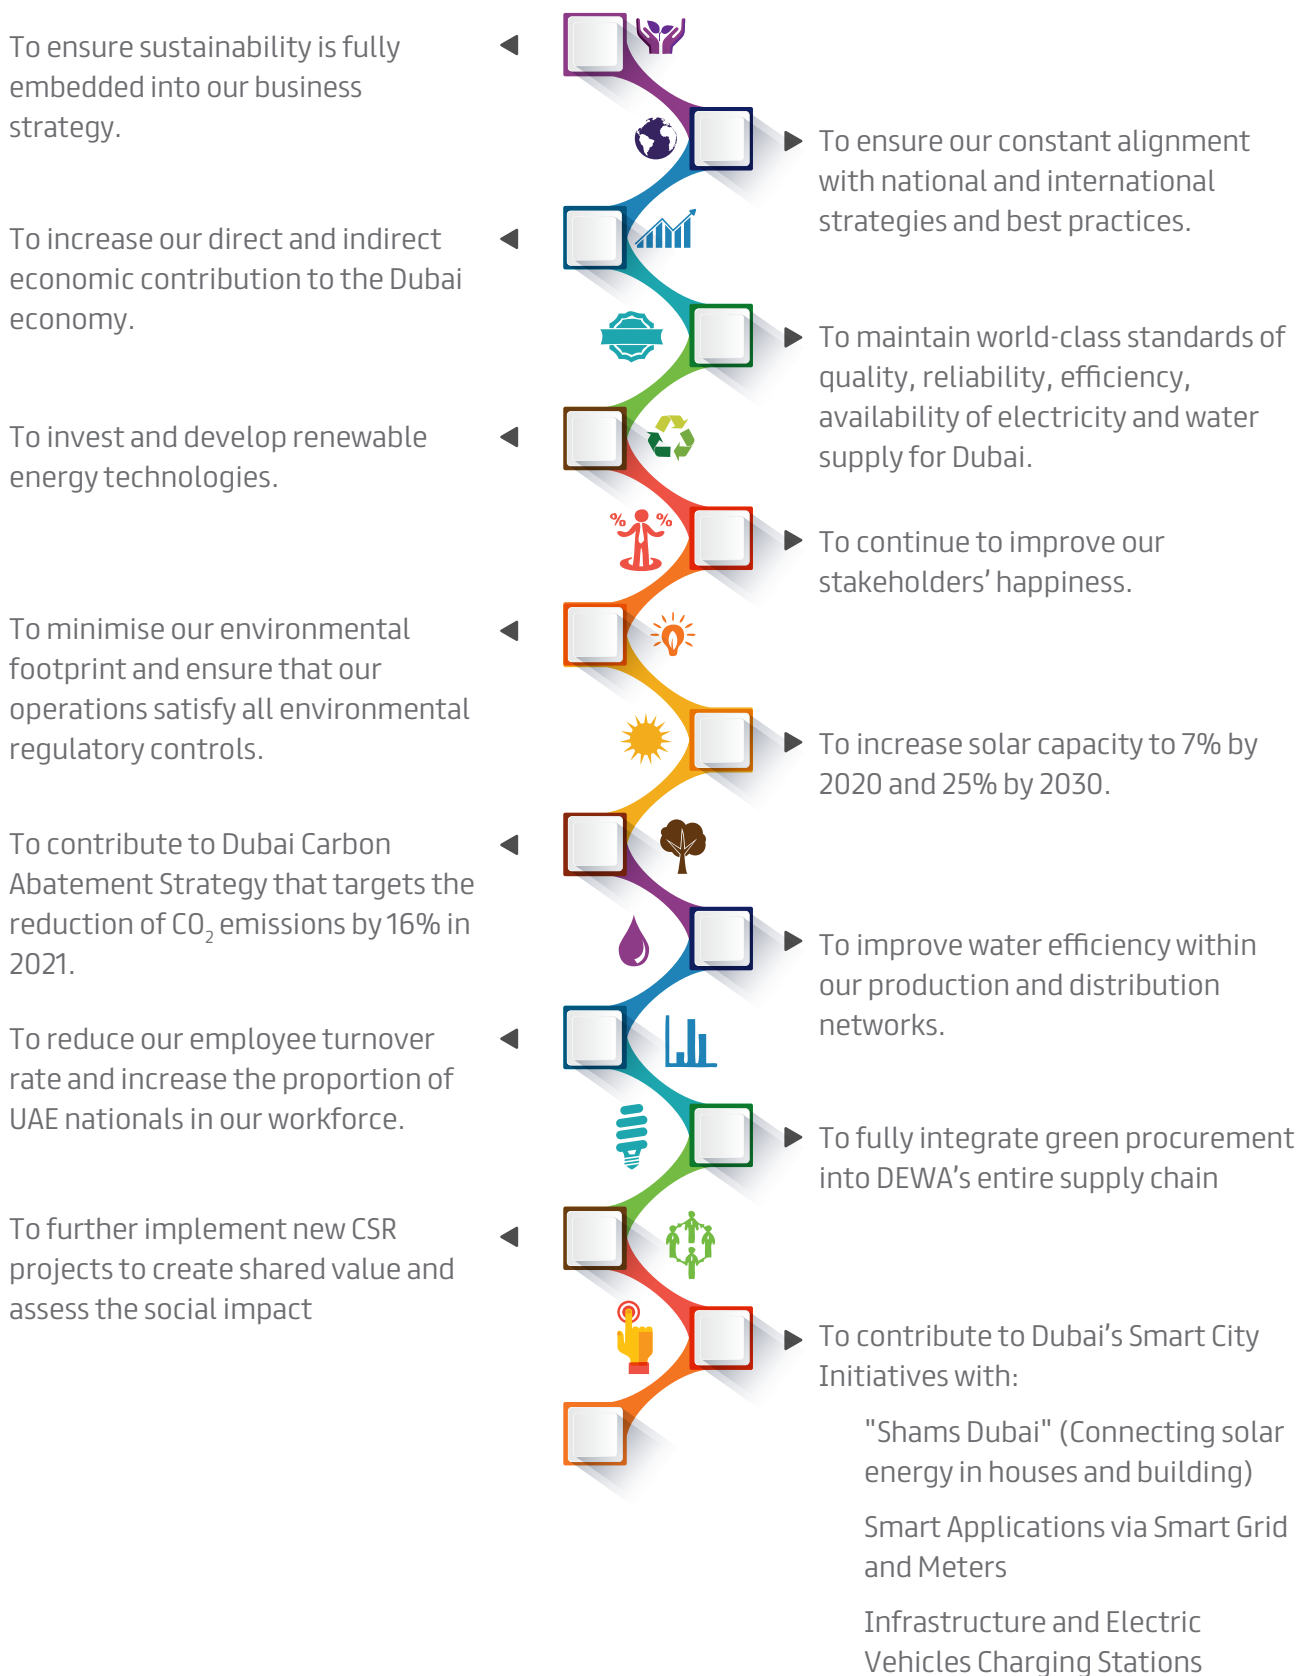 To ensure sustainability is fully
embedded into our business
strategy.
To ensure our constant alignment
with national and international
strategies and best practices.
To increase our direct and indirect
economic contribution to the Dubai
economy.
To maintain world-class standards of
quality, reliability, efficiency,
availability of electricity and water
supply for Dubai.
To invest and develop renewable
energy technologies.
% %
To continue to improve our
stakeholders' happiness.
To minimise our environmental
footprint and ensure that our
operations satisfy all environmental
regulatory controls.
To increase solar capacity to 7% by
2020 and 25% by 2030.
To contribute to Dubai Carbon
Abatement Strategy that targets the
reduction of CO₂ emissions by 16% in
2021.
To improve water efficiency within
our production and distribution
networks.
To reduce our employee turnover
rate and increase the proportion of
UAE nationals in our workforce.
To fully integrate green procurement
into DEWA's entire supply chain
To further implement new CSR
projects to create shared value and
assess the social impact
To contribute to Dubai's Smart City
Initiatives with:
"Shams Dubai" (Connecting solar
energy in houses and building)
Smart Applications via Smart Grid
and Meters
Infrastructure and Electric
Vehicles Charging Stations